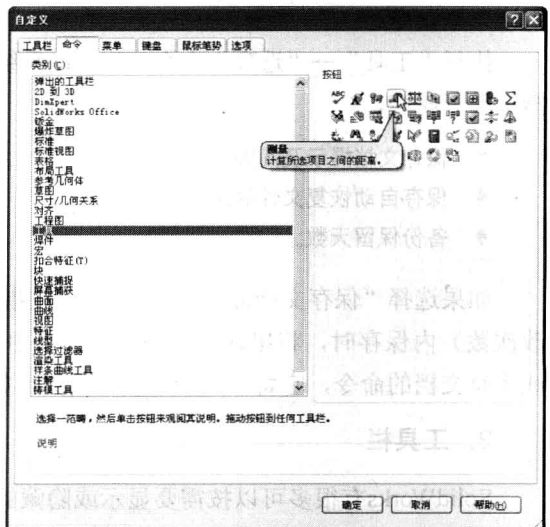 自定义
工具栏 命令 菜单 键盘 鼠标笔势 选项
类别(C):
弹出的工具栏
2D 到 3D
DimXpert
SolidWorks Office
钣金
爆炸草图
标准
标准视图
表格
布局工具
参考几何体
草图
尺寸/几何关系
对齐
工程图
焊件
宏
扣合特征(T)
块
快速捕捉
屏幕捕获
曲面
曲线
视图
特征
线型
选择过滤器
渲染工具
样条曲线工具
注解
铸模工具
按钮
测量
计算所选项目之间的距离。
选择一范畴，然后单击按钮来观阅其说明。拖动按钮到任何工具栏。
说明
确定 取消 帮助(H)